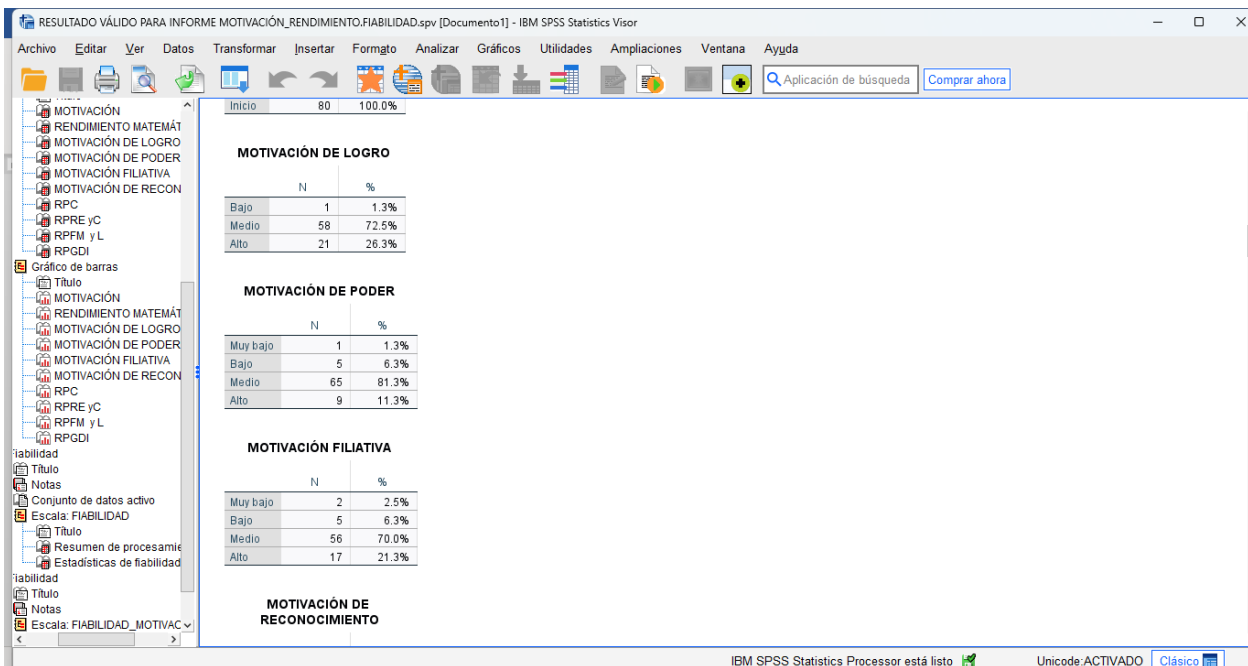 RESULTADO VÁLIDO PARA INFORME MOTIVACIÓN_RENDIMIENTO.FIABILIDAD.spv [Documento1] - IBM SPSS Statistics Visor
Archivo Editar Ver Datos Transformar Insertar Formato Analizar Gráficos Utilidades Ampliaciones Ventana Ayuda
Aplicación de búsqueda Comprar ahora
MOTIVACIÓN
RENDIMIENTO MATEMÁT
MOTIVACIÓN DE LOGRO
MOTIVACIÓN DE PODER
MOTIVACIÓN FILIATIVA
MOTIVACIÓN DE RECON
RPC
RPRE yC
RPFM y L
RPGDI
Gráfico de barras
Título
MOTIVACIÓN
RENDIMIENTO MATEMÁT
MOTIVACIÓN DE LOGRO
MOTIVACIÓN DE PODER
MOTIVACIÓN FILIATIVA
MOTIVACIÓN DE RECON
RPC
RPRE yC
RPFM y L
RPGDI
iabilidad
Título
Notas
Conjunto de datos activo
Escala: FIABILIDAD
Título
Resumen de procesamie
Estadísticas de fiabilidad
iabilidad
Título
Notas
Escala: FIABILIDAD_MOTIVAC
Inicio 80 100.0%
MOTIVACIÓN DE LOGRO
N %
Bajo 1 1.3%
Medio 58 72.5%
Alto 21 26.3%
MOTIVACIÓN DE PODER
N %
Muy bajo 1 1.3%
Bajo 5 6.3%
Medio 65 81.3%
Alto 9 11.3%
MOTIVACIÓN FILIATIVA
N %
Muy bajo 2 2.5%
Bajo 5 6.3%
Medio 56 70.0%
Alto 17 21.3%
MOTIVACIÓN DE
RECONOCIMIENTO
IBM SPSS Statistics Processor está listo Unicode:ACTIVADO Clásico